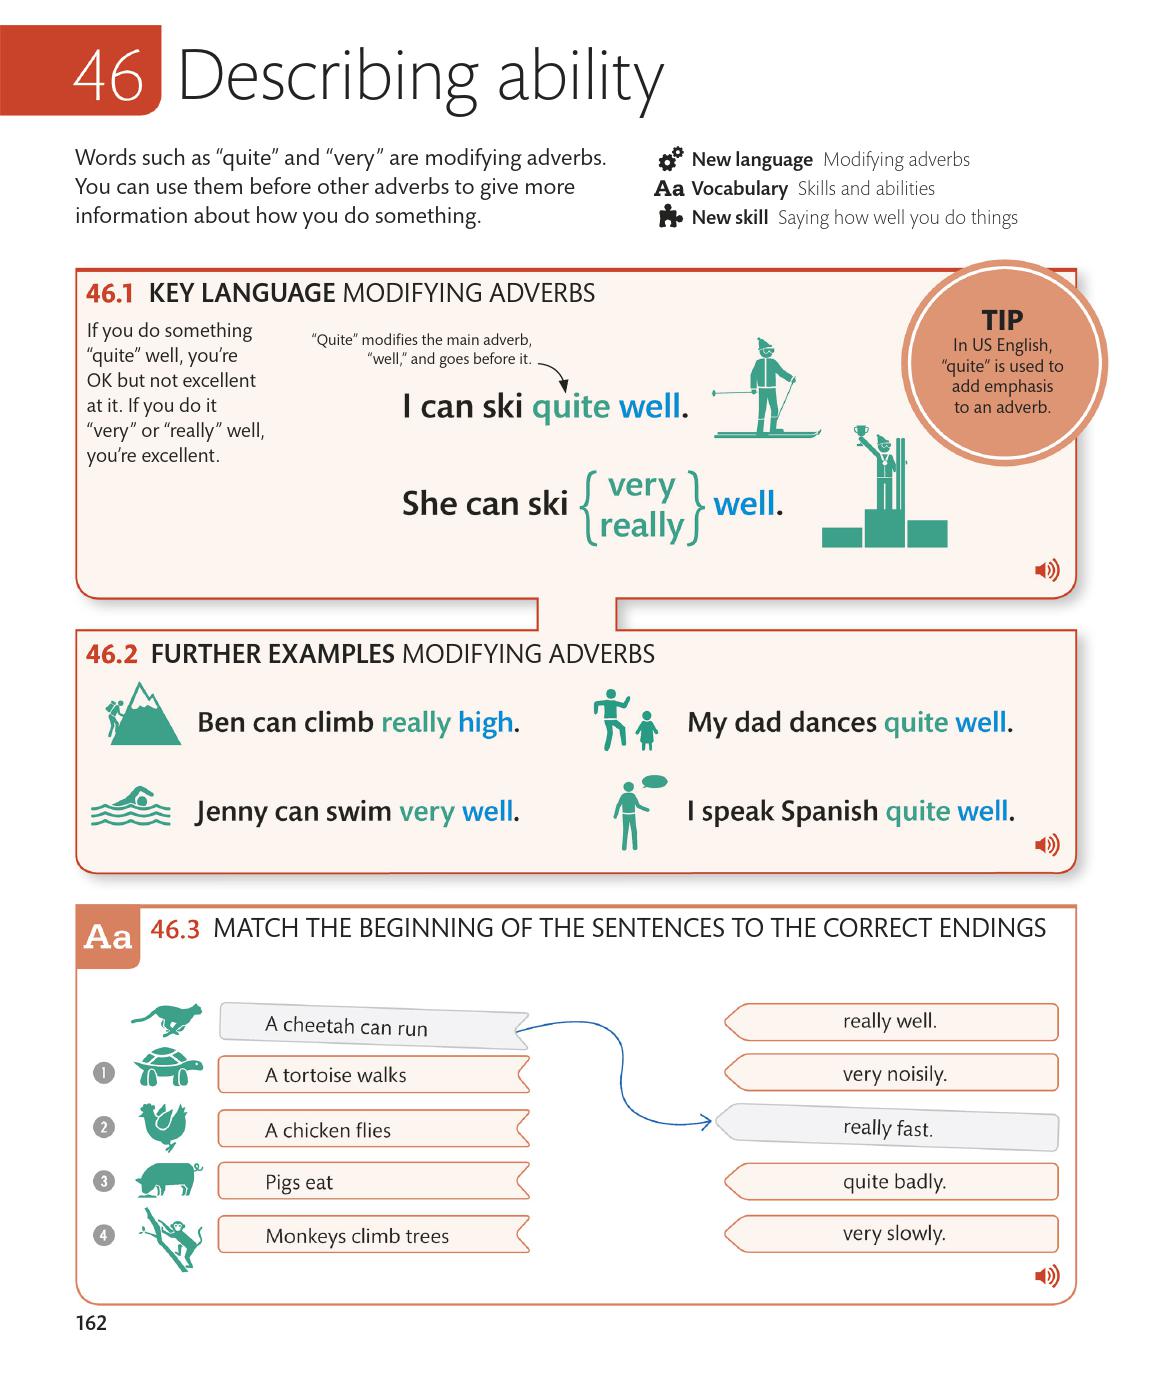 46 Describing ability
Words such as “quite” and “very” are modifying adverbs.
You can use them before other adverbs to give more
information about how you do something.
New language Modifying adverbs
Aa Vocabulary Skills and abilities
New skill Saying how well you do things
46.1 KEY LANGUAGE MODIFYING ADVERBS
If you do something
“quite” well, you’re
OK but not excellent
at it. If you do it
“very” or “really” well,
you’re excellent.
“Quite” modifies the main adverb,
“well,” and goes before it.
I can ski quite well.
She can ski { very
really } well.
TIP
In US English,
“quite” is used to
add emphasis
to an adverb.
46.2 FURTHER EXAMPLES MODIFYING ADVERBS
Ben can climb really high.
My dad dances quite well.
Jenny can swim very well.
I speak Spanish quite well.
Aa 46.3 MATCH THE BEGINNING OF THE SENTENCES TO THE CORRECT ENDINGS
A cheetah can run
1 A tortoise walks
2 A chicken flies
3 Pigs eat
4 Monkeys climb trees
really well.
very noisily.
really fast.
quite badly.
very slowly.
162